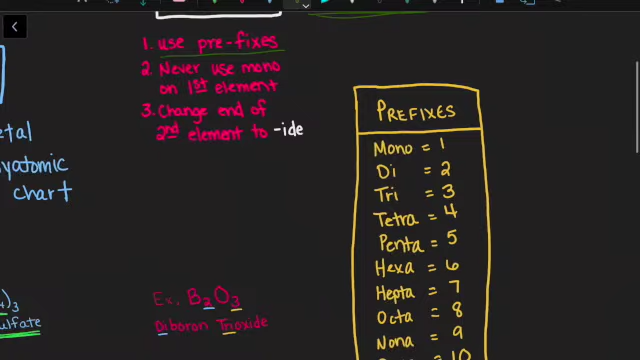 1. use pre-fixes
2. Never use mono
on 1st element
3. Change end of
2nd element to -ide
etal
lyatomic
chart
)3
ulfate
Ex. B2O3
Diboron Trioxide
PREFIXES
Mono = 1
Di = 2
Tri = 3
Tetra = 4
Penta = 5
Hexa = 6
Hepta = 7
Octa = 8
Nona = 9
= 10